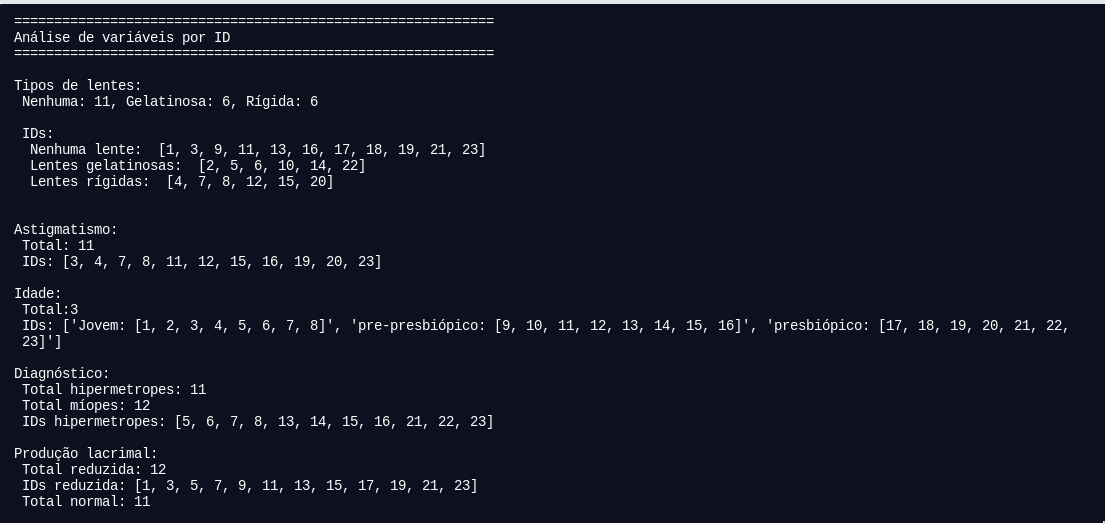 ============================================================
Análise de variáveis por ID
============================================================
Tipos de lentes:
Nenhuma: 11, Gelatinosa: 6, Rígida: 6
IDs:
Nenhuma lente:  [1, 3, 9, 11, 13, 16, 17, 18, 19, 21, 23]
Lentes gelatinosas:  [2, 5, 6, 10, 14, 22]
Lentes rígidas:  [4, 7, 8, 12, 15, 20]
Astigmatismo:
Total: 11
IDs: [3, 4, 7, 8, 11, 12, 15, 16, 19, 20, 23]
Idade:
Total:3
IDs: ['Jovem: [1, 2, 3, 4, 5, 6, 7, 8]', 'pre-presbiópico: [9, 10, 11, 12, 13, 14, 15, 16]', 'presbiópico: [17, 18, 19, 20, 21, 22,
23]']
Diagnóstico:
Total hipermetropes: 11
Total míopes: 12
IDs hipermetropes: [5, 6, 7, 8, 13, 14, 15, 16, 21, 22, 23]
Produção lacrimal:
Total reduzida: 12
IDs reduzida: [1, 3, 5, 7, 9, 11, 13, 15, 17, 19, 21, 23]
Total normal: 11